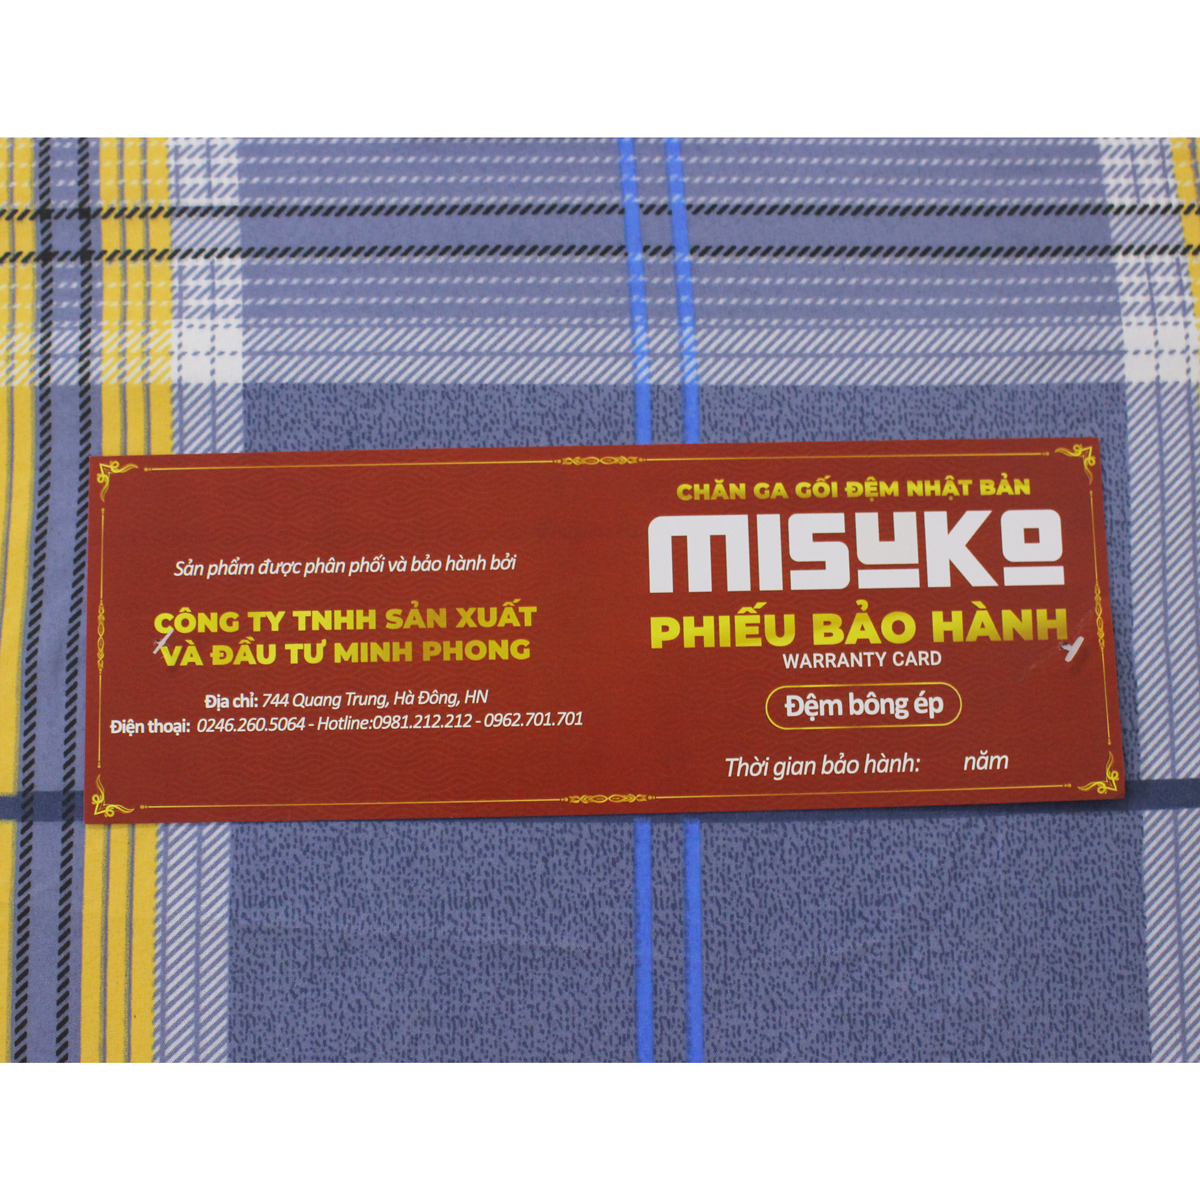 Sản phẩm được phân phối và bảo hành bởi
CÔNG TY TNHH SẢN XUẤT
VÀ ĐẦU TƯ MINH PHONG
Địa chỉ: 744 Quang Trung, Hà Đông, HN
Điện thoại: 0246.260.5064 - Hotline:0981.212.212 - 0962.701.701
CHĂN GA GỐI ĐỆM NHẬT BẢN
MISUKO
PHIẾU BẢO HÀNH
WARRANTY CARD
Đệm bông ép
Thời gian bảo hành: năm